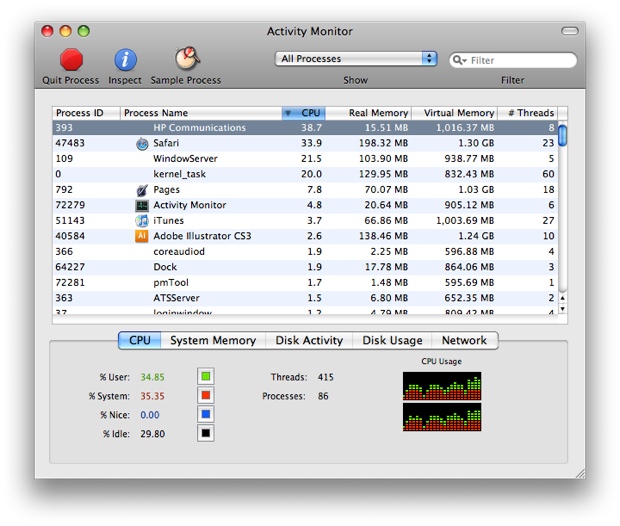 Activity Monitor
Quit Process Inspect Sample Process All Processes Show Filter Filter
Process ID Process Name CPU Real Memory Virtual Memory # Threads
393 HP Communications 38.7 15.51 MB 1,016.37 MB 8
47483 Safari 33.9 198.32 MB 1.30 GB 23
109 WindowServer 21.5 103.90 MB 938.77 MB 5
0 kernel_task 20.0 129.95 MB 832.43 MB 60
792 Pages 7.8 70.07 MB 1.03 GB 18
72279 Activity Monitor 4.8 20.64 MB 905.12 MB 6
51143 iTunes 3.7 66.86 MB 1,003.69 MB 27
40584 Ai Adobe Illustrator CS3 2.6 138.46 MB 1.24 GB 10
366 coreaudiod 1.9 2.25 MB 596.88 MB 4
64227 Dock 1.9 17.78 MB 864.06 MB 3
72281 pmTool 1.7 1.48 MB 595.69 MB 1
363 ATSServer 1.5 6.80 MB 652.35 MB 2
37 loginwindow 1.2 4.79 MB 809.42 MB 4
CPU System Memory Disk Activity Disk Usage Network
CPU Usage
% User: 34.85 Threads: 415
% System: 35.35 Processes: 86
% Nice: 0.00
% Idle: 29.80